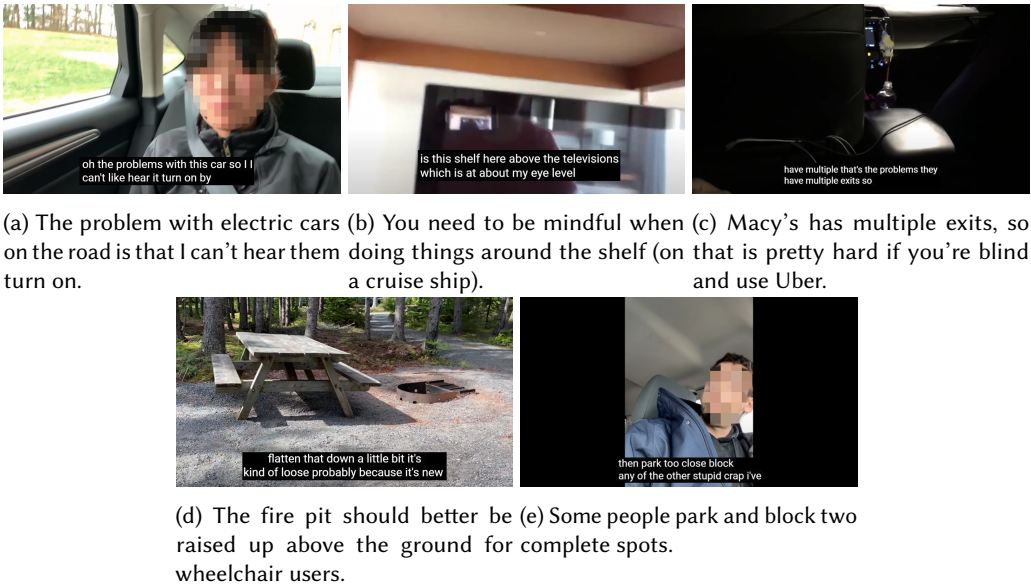 oh the problems with this car so I I
can't like hear it turn on by
is this shelf here above the televisions
which is at about my eye level
have multiple that's the problems they
have multiple exits so
(a) The problem with electric cars
on the road is that I can't hear them
turn on.
(b) You need to be mindful when
doing things around the shelf (on
a cruise ship).
(c) Macy's has multiple exits, so
that is pretty hard if you're blind
and use Uber.
flatten that down a little bit it's
kind of loose probably because it's new
then park too close block
any of the other stupid crap i've
(d) The fire pit should better be
raised up above the ground for
wheelchair users.
(e) Some people park and block two
complete spots.